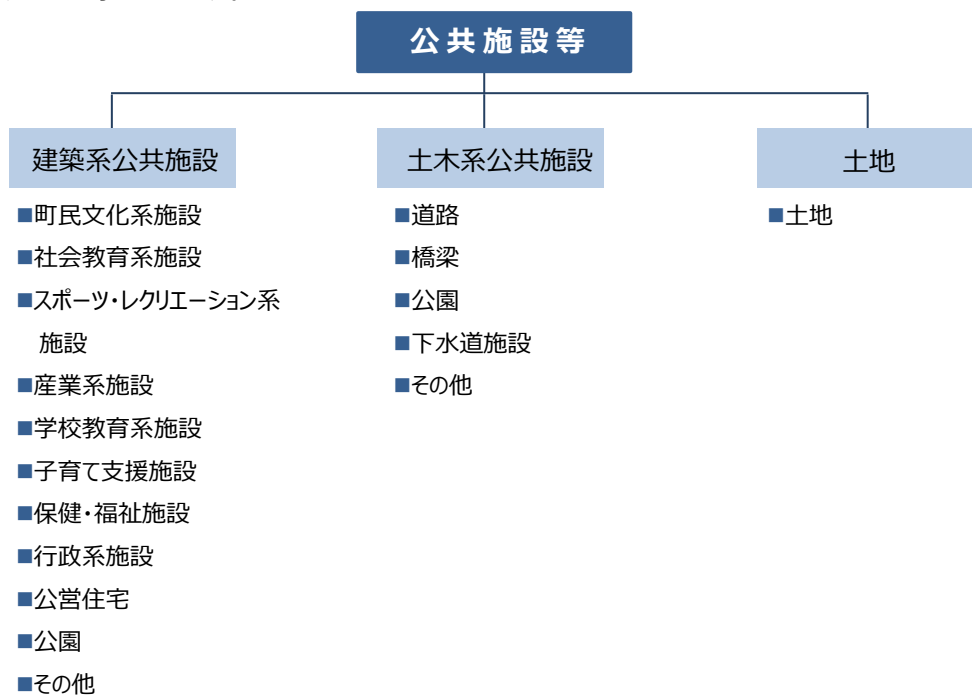 公共施設等
建築系公共施設
■町民文化系施設
■社会教育系施設
■スポーツ・レクリエーション系
施設
■産業系施設
■学校教育系施設
■子育て支援施設
■保健・福祉施設
■行政系施設
■公営住宅
■公園
■その他
土木系公共施設
■道路
■橋梁
■公園
■下水道施設
■その他
土地
■土地